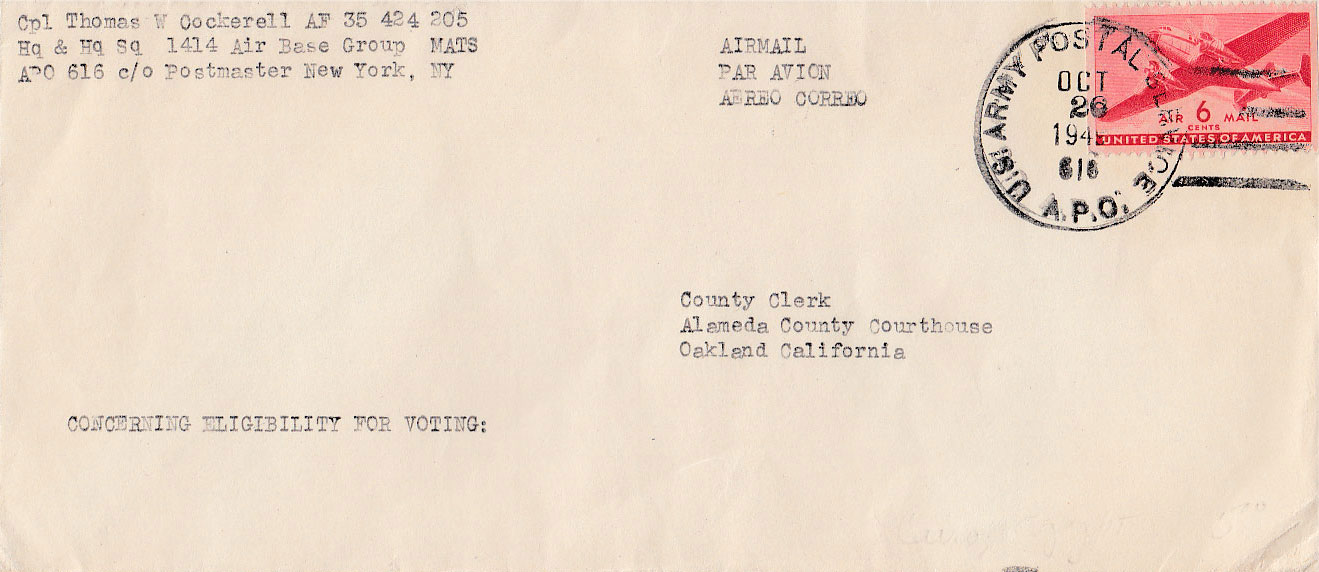 Cpl Thomas W Cockerell AF 35 424 205
Hq & Hq Sq 1414 Air Base Group MATS
APO 616 c/o Postmaster New York, NY
AIRMAIL
PAR AVION
AEREO CORREO
U.S. ARMY POSTAL SERVICE
OCT
26
194
616
A.P.O.
AIR 6 MAIL
CENTS
UNITED STATES OF AMERICA
County Clerk
Alameda County Courthouse
Oakland California
CONCERNING ELIGIBILITY FOR VOTING: